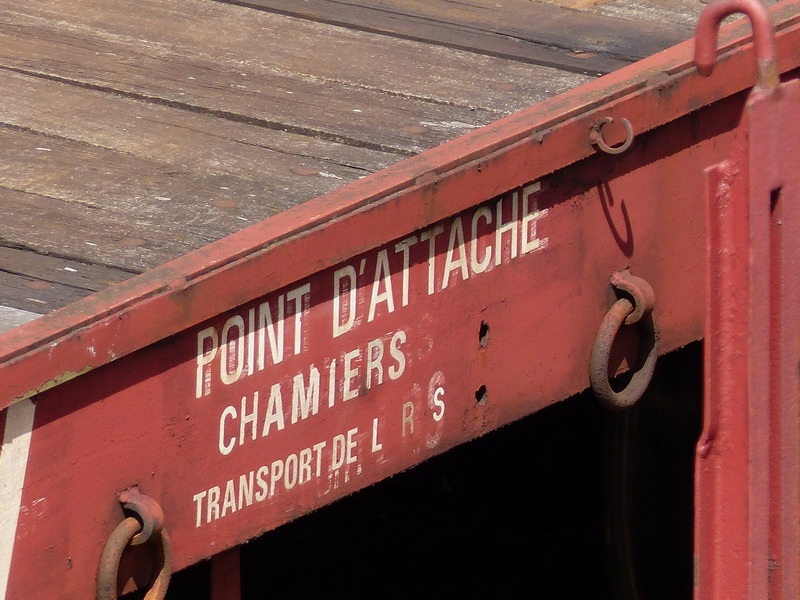 POINT D'ATTACHE
CHAMIERS
TRANSPORT DE L R S